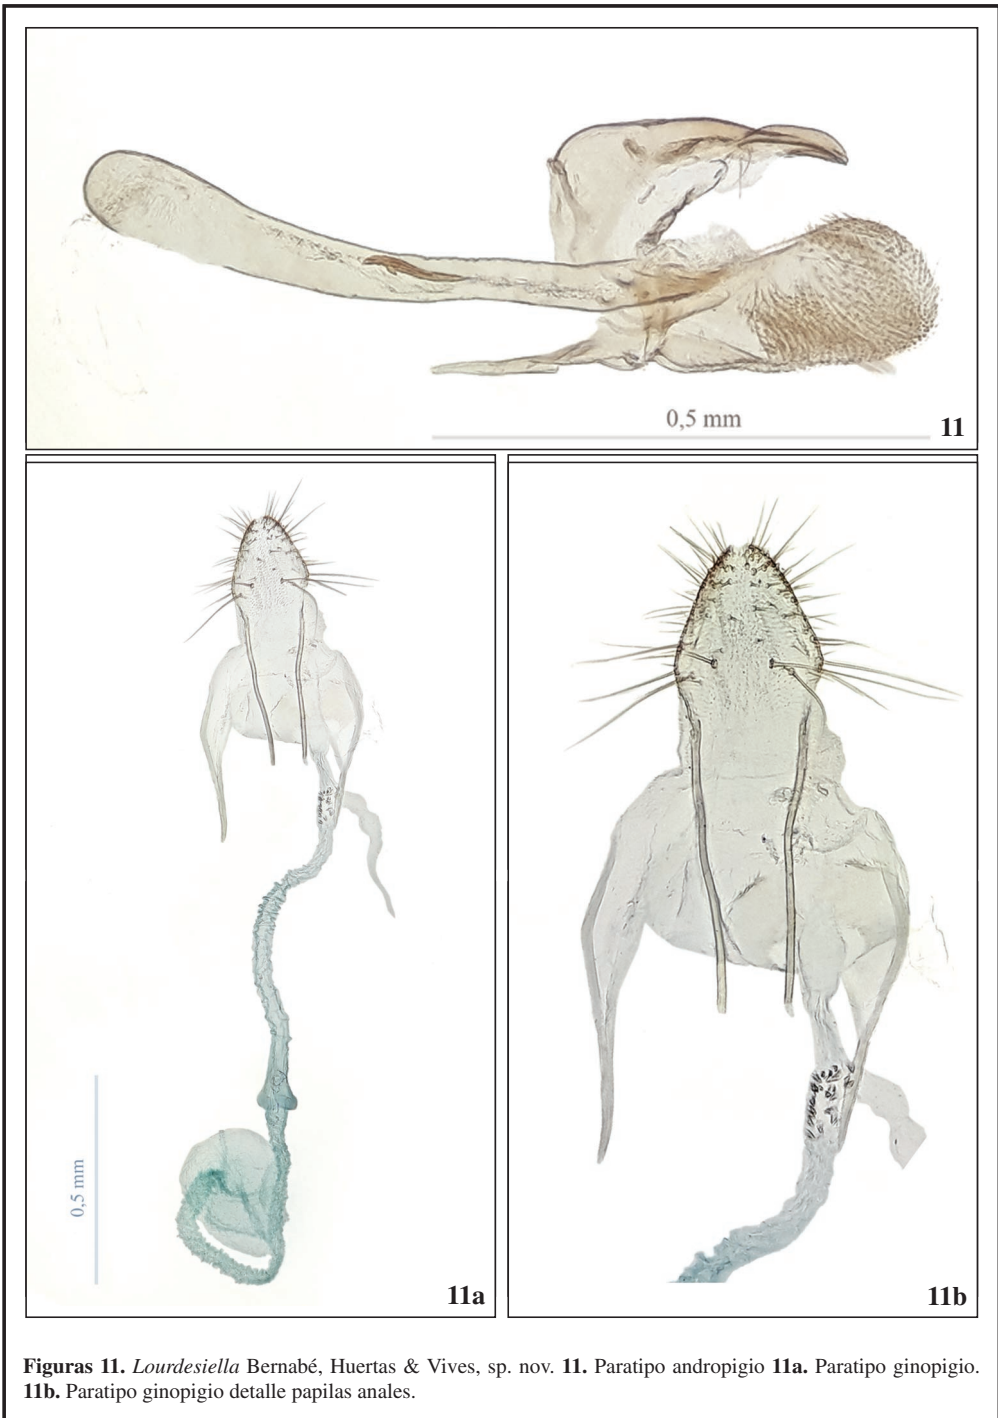 0,5 mm
11
0,5 mm
11a
11b
Figuras 11. Lourdesiella Bernabé, Huertas & Vives, sp. nov. 11. Paratipo andropigio 11a. Paratipo ginopigio.
11b. Paratipo ginopigio detalle papilas anales.